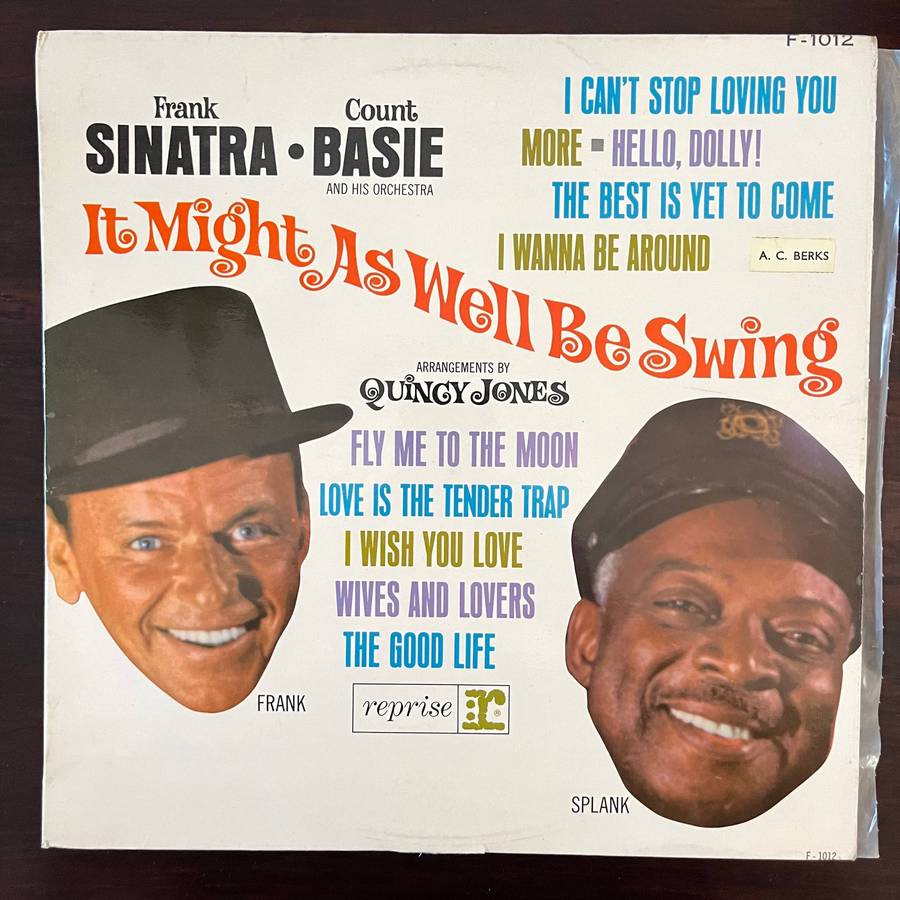 F-1012
Frank Count
SINATRA • BASIE
AND HIS ORCHESTRA
I CAN'T STOP LOVING YOU
MORE ▪ HELLO, DOLLY!
THE BEST IS YET TO COME
I WANNA BE AROUND
A. C. BERKS
It Might As Well Be Swing
ARRANGEMENTS BY
QUINCY JONES
FLY ME TO THE MOON
LOVE IS THE TENDER TRAP
I WISH YOU LOVE
WIVES AND LOVERS
THE GOOD LIFE
FRANK
reprise r ®
SPLANK
F-1012